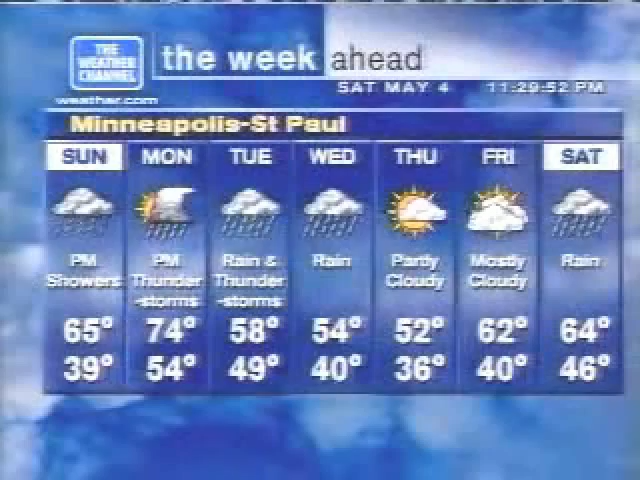 THE
WEATHER
CHANNEL
the week ahead
weather.com
SAT MAY 4 11:29:52 PM
Minneapolis-St Paul
SUN MON TUE WED THU FRI SAT
PM Showers
PM Thunder-storms
Rain & Thunder-storms
Rain
Partly Cloudy
Mostly Cloudy
Rain
65° 74° 58° 54° 52° 62° 64°
39° 54° 49° 40° 36° 40° 46°